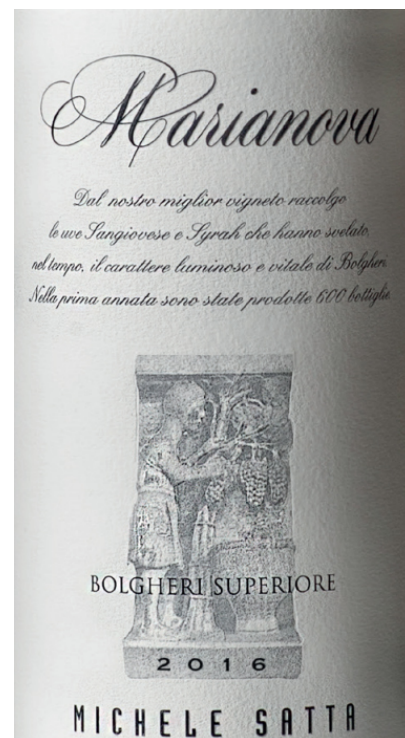 Marianova
Dal nostro miglior vigneto raccolgo
le uve Sangiovese e Syrah che hanno svelato,
nel tempo, il carattere luminoso e vitale di Bolgheri.
Nella prima annata sono state prodotte 600 bottiglie.
BOLGHERI SUPERIORE
2016
MICHELE SATTA